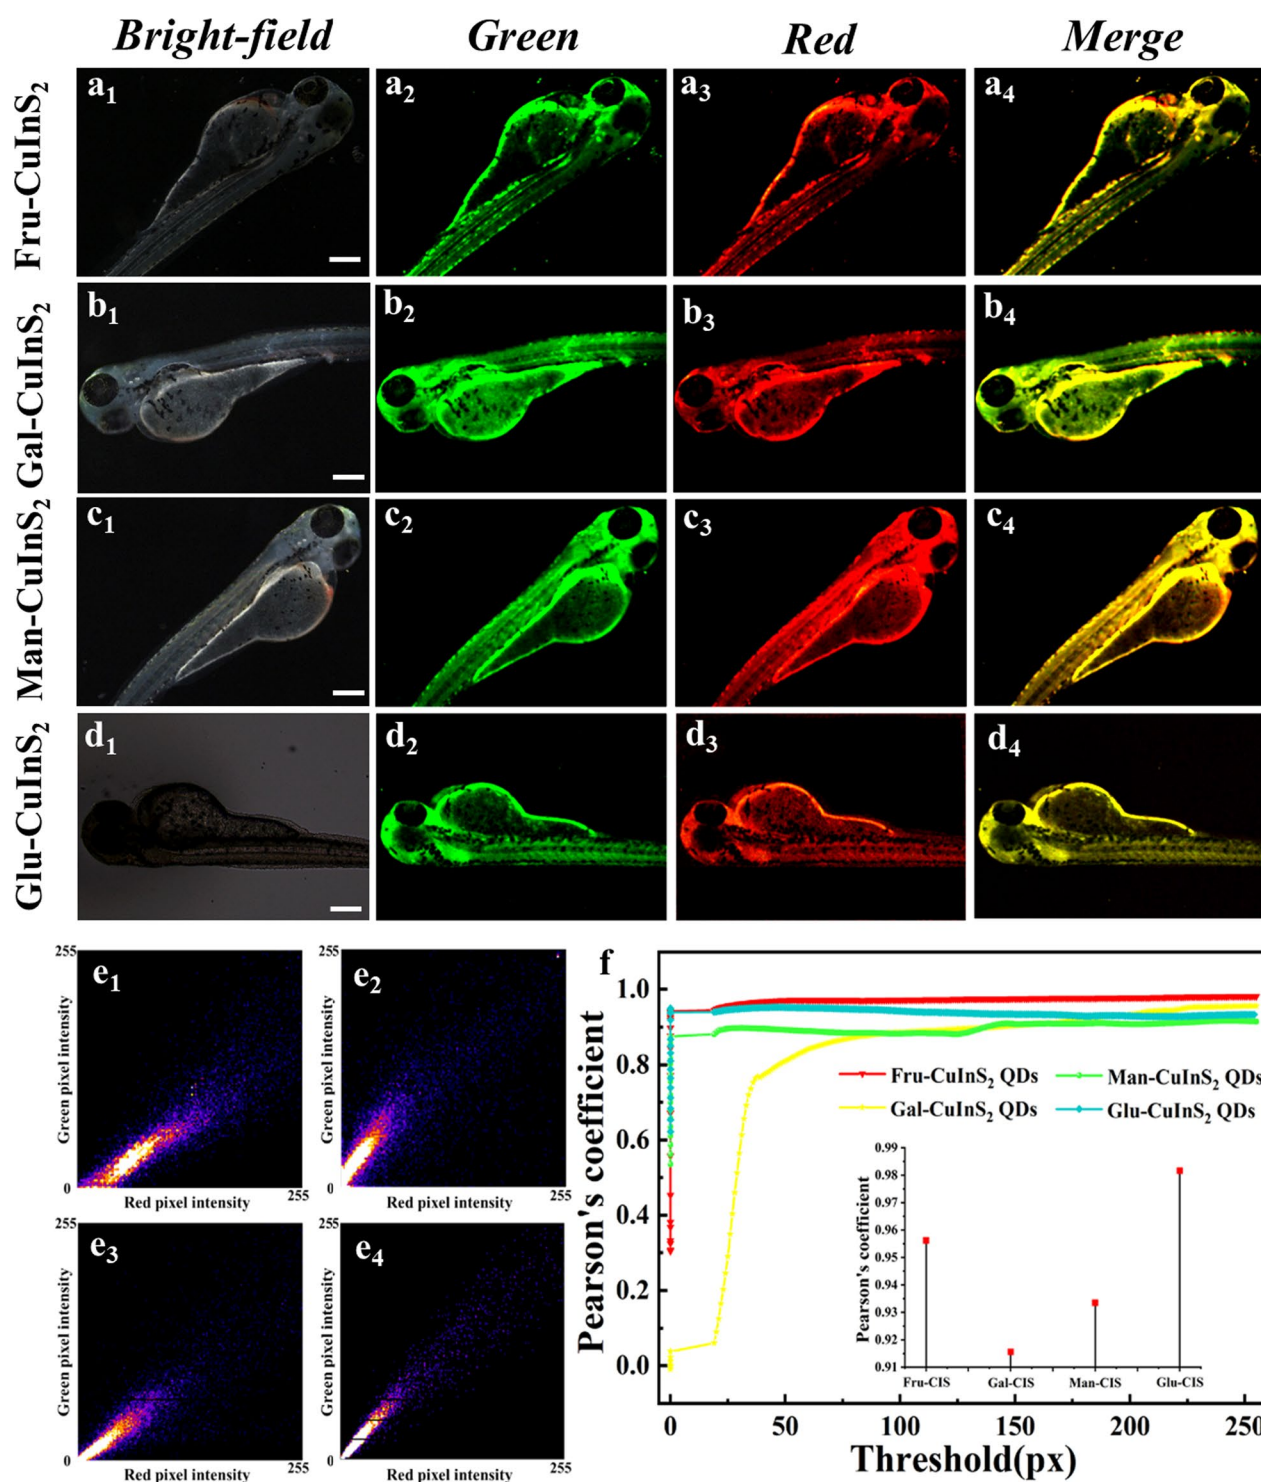 Bright-field Green Red Merge
Fru-CuInS₂ a₁ a₂ a₃ a₄
Gal-CuInS₂ b₁ b₂ b₃ b₄
Man-CuInS₂ c₁ c₂ c₃ c₄
Glu-CuInS₂ d₁ d₂ d₃ d₄
e₁
255
Green pixel intensity
0
Red pixel intensity
255
e₂
Green pixel intensity
0
Red pixel intensity
255
e₃
255
Green pixel intensity
0
Red pixel intensity
255
e₄
Green pixel intensity
0
Red pixel intensity
255
f
Pearson's coefficient
1.0
0.8
0.6
0.4
0.2
0.0
Fru-CuInS₂ QDs Man-CuInS₂ QDs
Gal-CuInS₂ QDs Glu-CuInS₂ QDs
Pearson's coefficient
0.99
0.98
0.96
0.95
0.94
0.93
0.92
0.91
Fru-CIS Gal-CIS Man-CIS Glu-CIS
0 50 100 150 200 250
Threshold(px)